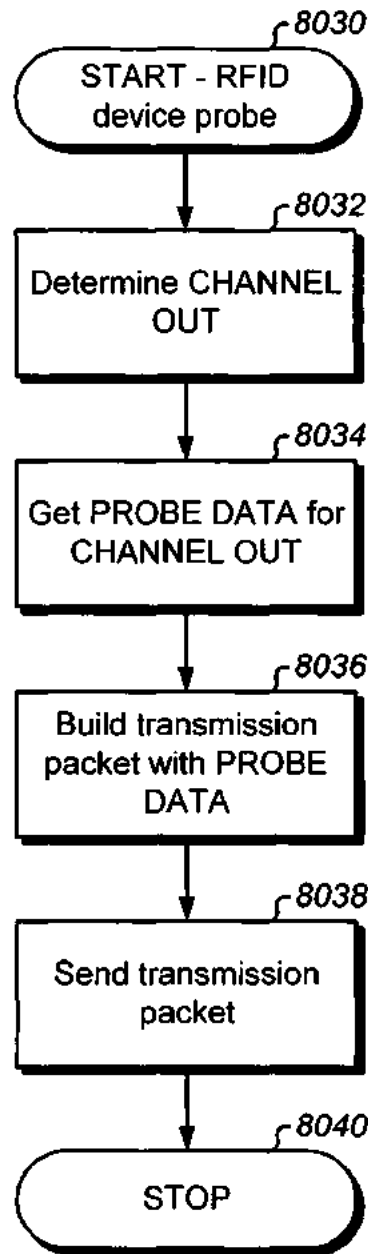 8030
START - RFID
device probe
8032
Determine CHANNEL
OUT
8034
Get PROBE DATA for
CHANNEL OUT
8036
Build transmission
packet with PROBE
DATA
8038
Send transmission
packet
8040
STOP